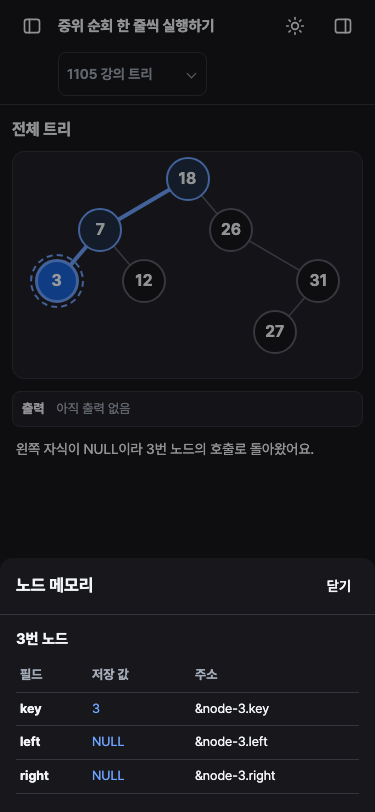 중위 순회 한 줄씩 실행하기
1105 강의 트리
전체 트리
18
7
26
3
12
31
27
출력 아직 출력 없음
왼쪽 자식이 NULL이라 3번 노드의 호출로 돌아왔어요.
노드 메모리 닫기
3번 노드
필드 저장 값 주소
key 3 &node-3.key
left NULL &node-3.left
right NULL &node-3.right